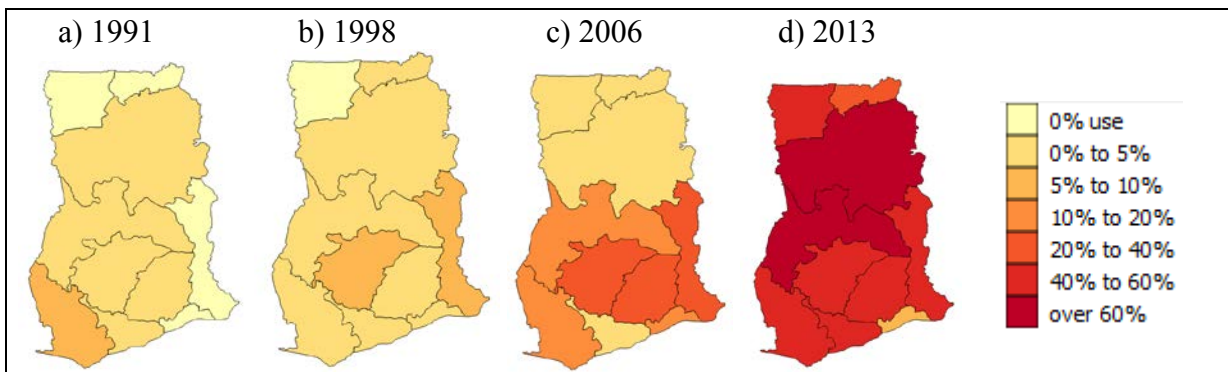 a) 1991
b) 1998
c) 2006
d) 2013
0% use
0% to 5%
5% to 10%
10% to 20%
20% to 40%
40% to 60%
over 60%